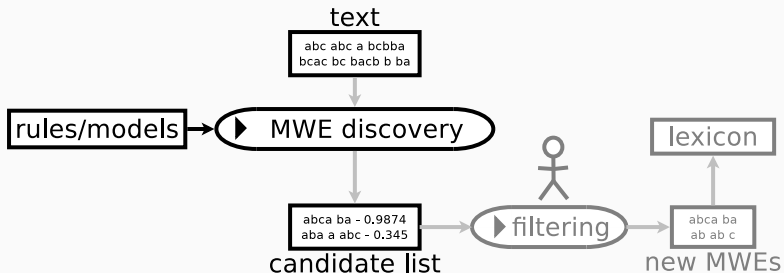 text
abc abc a bcbba
bcac bc bacb b ba
rules/models
MWE discovery
lexicon
abca ba - 0.9874
aba a abc - 0.345
candidate list
filtering
abca ba
ab ab c
new MWEs